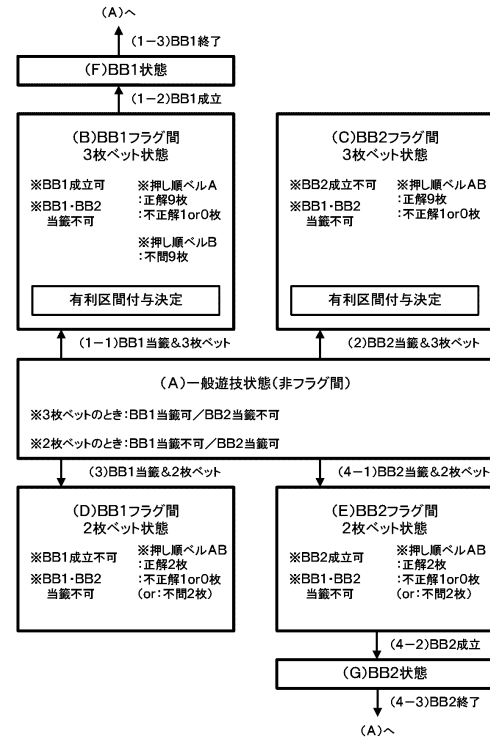 (A)へ
(1-3)BB1終了
(F)BB1状態
(1-2)BB1成立
(B)BB1フラグ間
3枚ベット状態
※BB1成立可
※BB1・BB2
当籤不可
※押し順ベルA
:正解9枚
:不正解1or0枚
※押し順ベルB
:不問9枚
有利区間付与決定
(C)BB2フラグ間
3枚ベット状態
※BB2成立不可
※BB1・BB2
当籤不可
※押し順ベルAB
:正解9枚
:不正解1or0枚
有利区間付与決定
(1-1)BB1当籤&3枚ベット
(2)BB2当籤&3枚ベット
(A)一般遊技状態(非フラグ間)
※3枚ベットのとき:BB1当籤可/BB2当籤不可
※2枚ベットのとき:BB1当籤不可/BB2当籤可
(3)BB1当籤&2枚ベット
(4-1)BB2当籤&2枚ベット
(D)BB1フラグ間
2枚ベット状態
※BB1成立不可
※BB1・BB2
当籤不可
※押し順ベルAB
:正解2枚
:不正解1or0枚
(or:不問2枚)
(E)BB2フラグ間
2枚ベット状態
※BB2成立可
※BB1・BB2
当籤不可
※押し順ベルAB
:正解2枚
:不正解1or0枚
(or:不問2枚)
(4-2)BB2成立
(G)BB2状態
(4-3)BB2終了
(A)へ